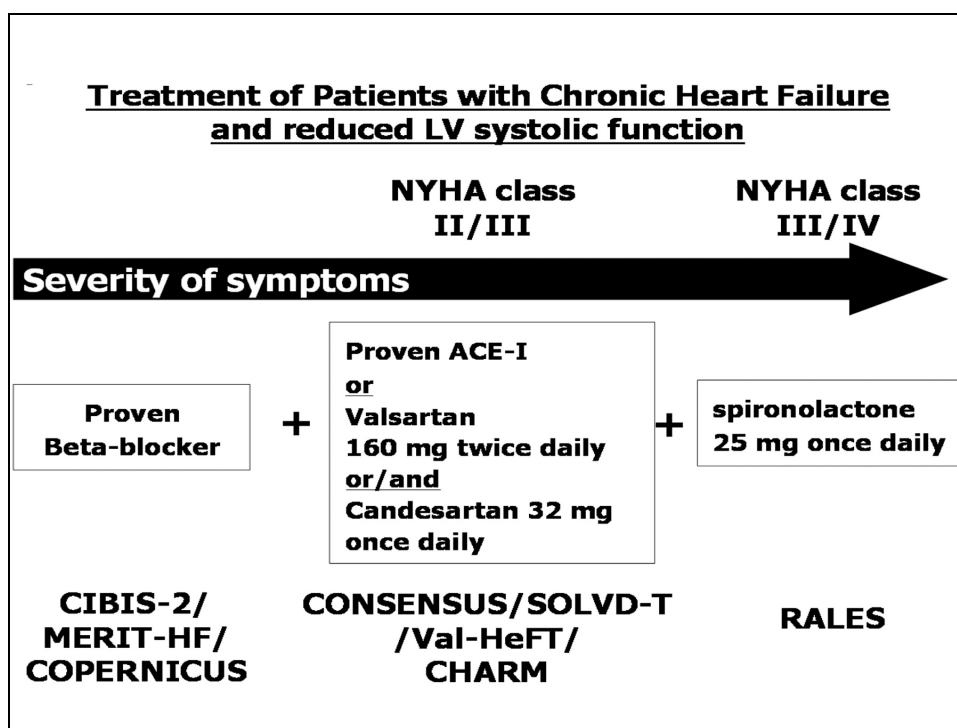 Treatment of Patients with Chronic Heart Failure
and reduced LV systolic function
NYHA class
II/III
NYHA class
III/IV
Severity of symptoms
Proven
Beta-blocker
+
Proven ACE-I
or
Valsartan
160 mg twice daily
or/and
Candesartan 32 mg
once daily
+
spironolactone
25 mg once daily
CIBIS-2/
MERIT-HF/
COPERNICUS
CONSENSUS/SOLVD-T
/Val-HeFT/
CHARM
RALES